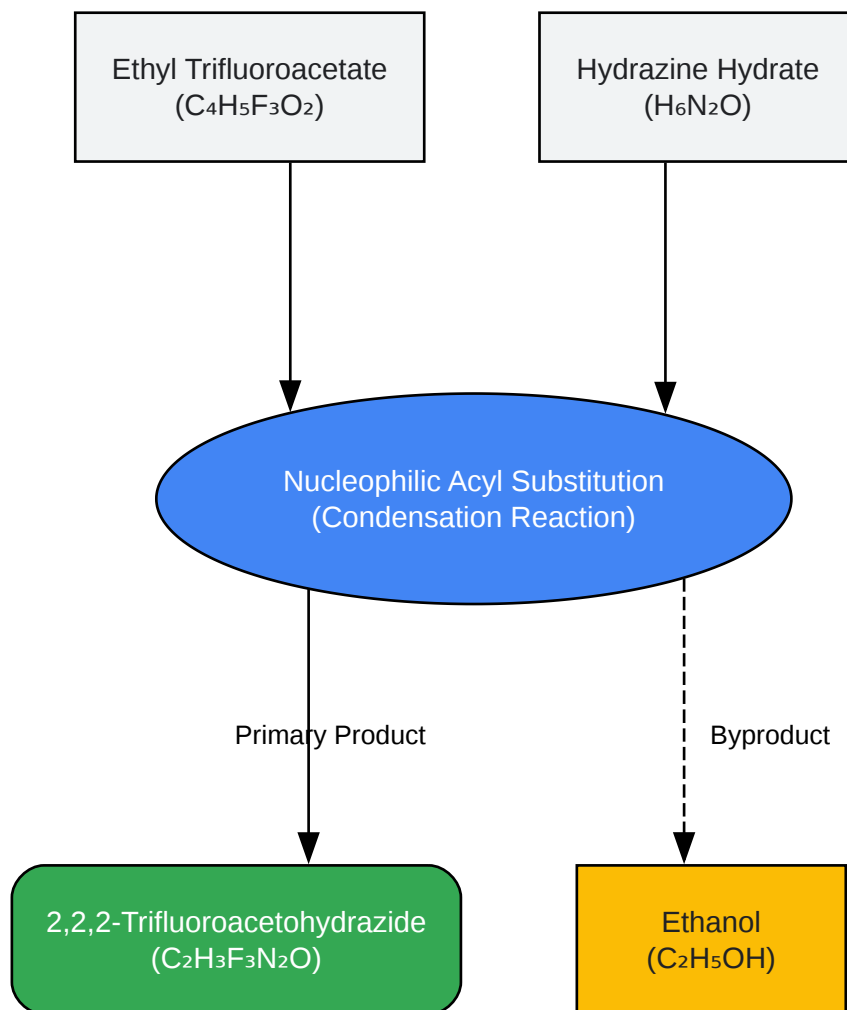 Ethyl Trifluoroacetate
(C₄H₅F₃O₂)
Hydrazine Hydrate
(H₆N₂O)
Nucleophilic Acyl Substitution
(Condensation Reaction)
Primary Product
Byproduct
2,2,2-Trifluoroacetohydrazide
(C₂H₃F₃N₂O)
Ethanol
(C₂H₅OH)